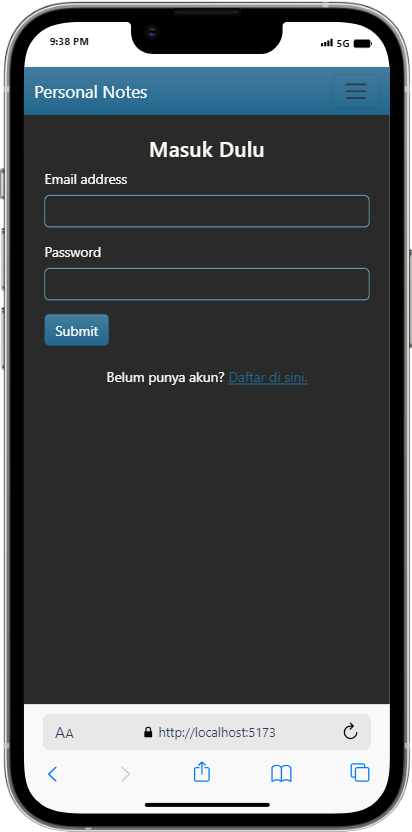 9:38 PM 5G
Personal Notes
Masuk Dulu
Email address
Password
Submit
Belum punya akun? Daftar di sini.
AA http://localhost:5173